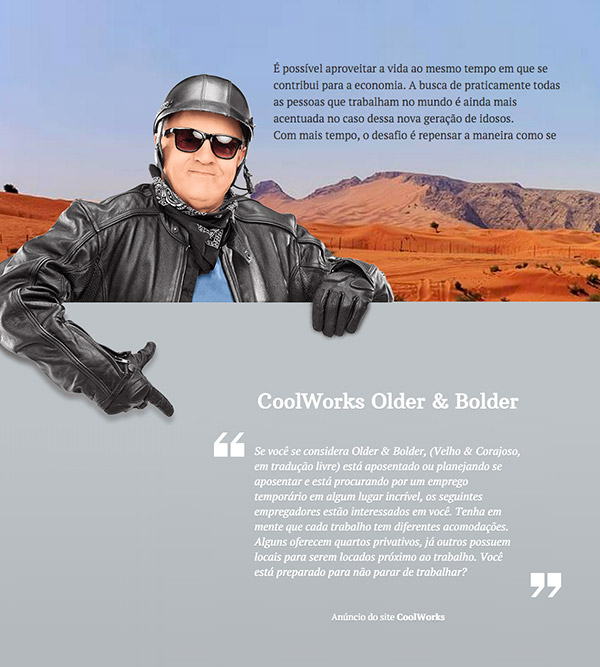 É possível aproveitar a vida ao mesmo tempo em que se
contribui para a economia. A busca de praticamente todas
as pessoas que trabalham no mundo é ainda mais
acentuada no caso dessa nova geração de idosos.
Com mais tempo, o desafio é repensar a maneira como se
CoolWorks Older & Bolder
“
Se você se considera Older & Bolder, (Velho & Corajoso,
em tradução livre) está aposentado ou planejando se
aposentar e está procurando por um emprego
temporário em algum lugar incrível, os seguintes
empregadores estão interessados em você. Tenha em
mente que cada trabalho tem diferentes acomodações.
Alguns oferecem quartos privativos, já outros possuem
locais para serem locados próximo ao trabalho. Você
está preparado para não parar de trabalhar?
”
Anúncio do site CoolWorks